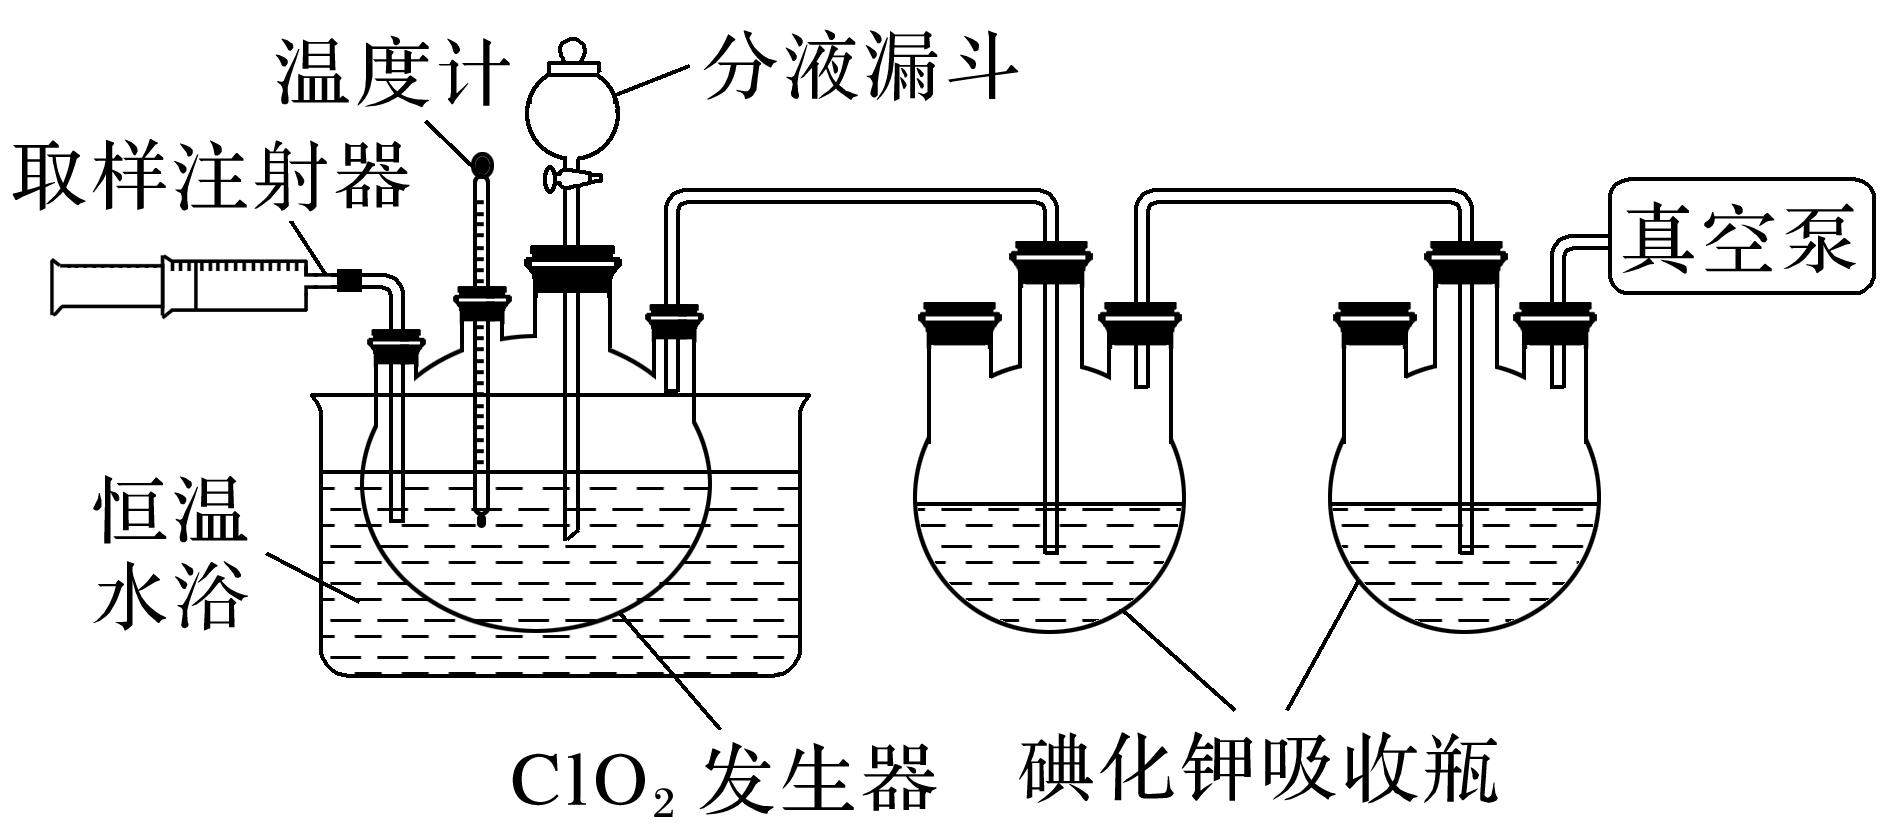 温度计
分液漏斗
取样注射器
真空泵
恒温
水浴
ClO₂ 发生器
碘化钾吸收瓶